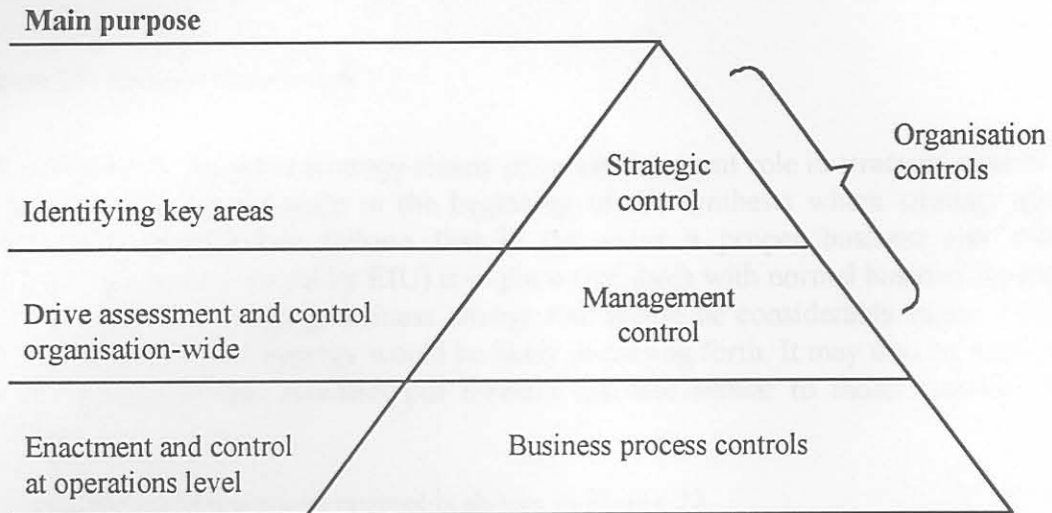 Main purpose
Organisation
controls
Strategic
control
Identifying key areas
Management
control
Drive assessment and control
organisation-wide
Business process controls
Enactment and control
at operations level